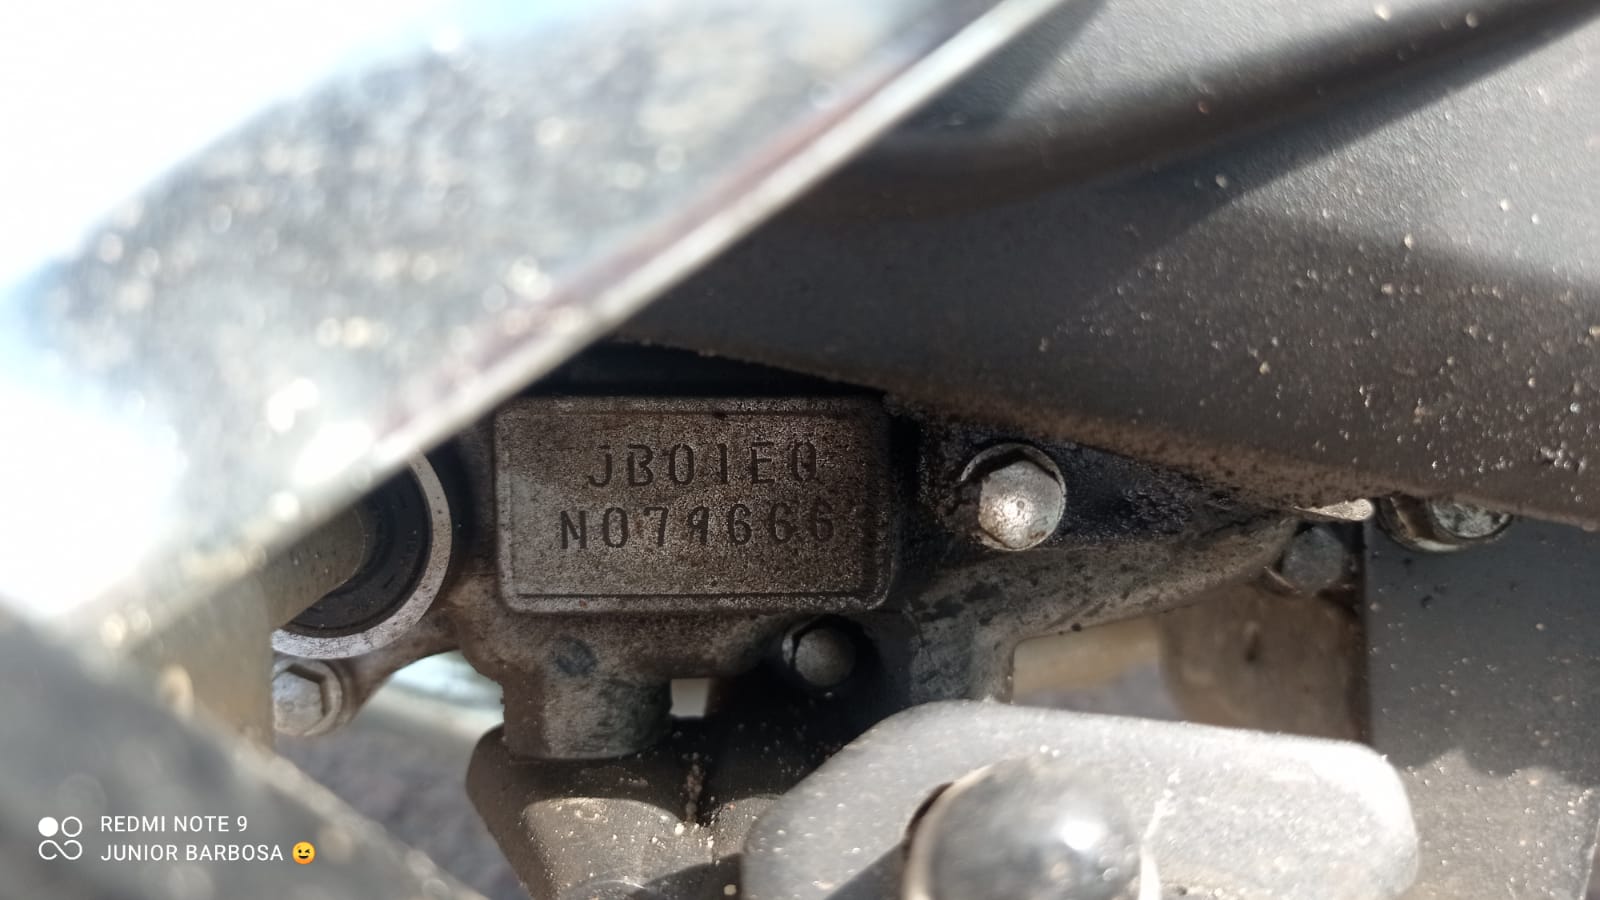 JB01E0
N079666
REDMI NOTE 9
JUNIOR BARBOSA 😉